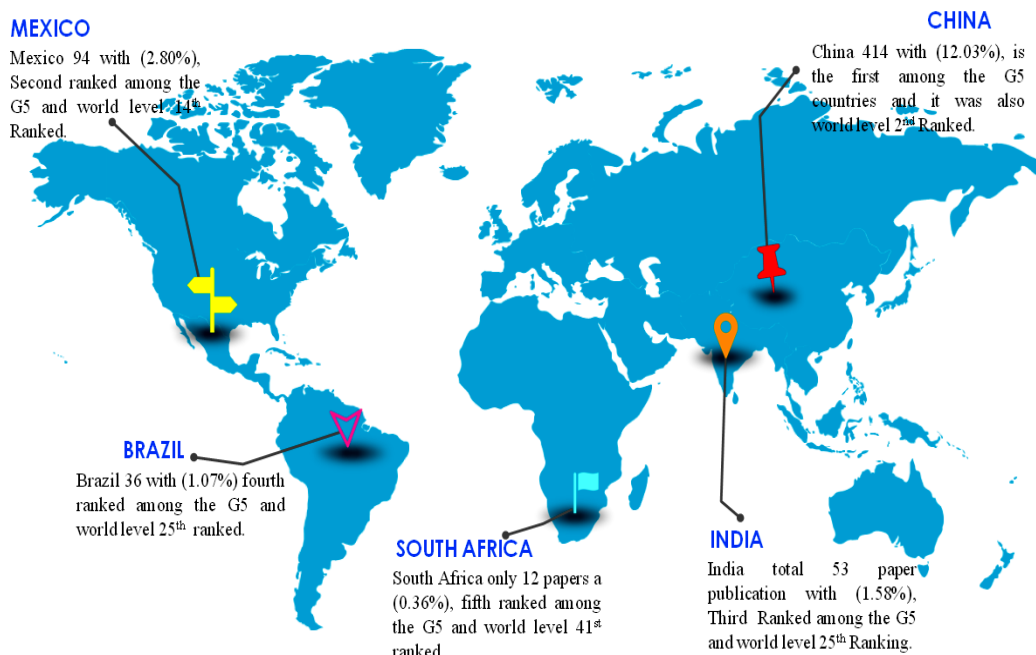 MEXICO
Mexico 94 with (2.80%),
Second ranked among the
G5 and world level 14th
Ranked.
CHINA
China 414 with (12.03%), is
the first among the G5
countries and it was also
world level 2nd Ranked.
BRAZIL
Brazil 36 with (1.07%) fourth
ranked among the G5 and
world level 25th ranked.
SOUTH AFRICA
South Africa only 12 papers a
(0.36%), fifth ranked among
the G5 and world level 41st
ranked
INDIA
India total 53 paper
publication with (1.58%),
Third Ranked among the G5
and world level 25th Ranking.